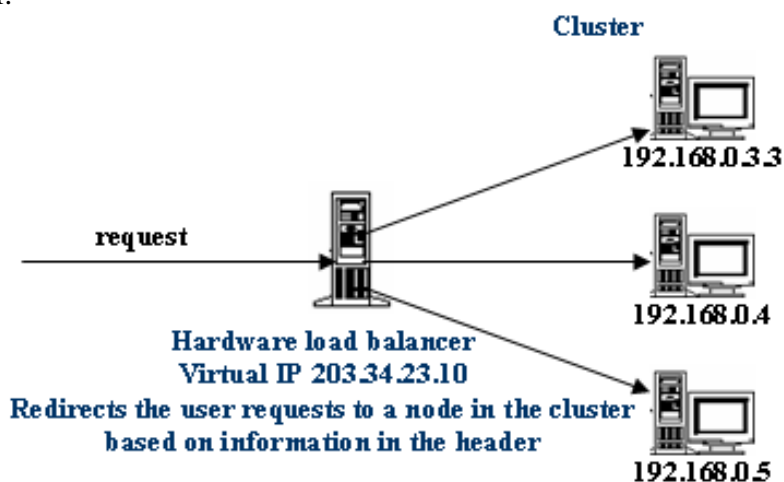 Cluster
192.168.0.3.3
request
192.168.0.4
Hardware load balancer
Virtual IP 203.34.23.10
Redirects the user requests to a node in the cluster
based on information in the header
192.168.0.5